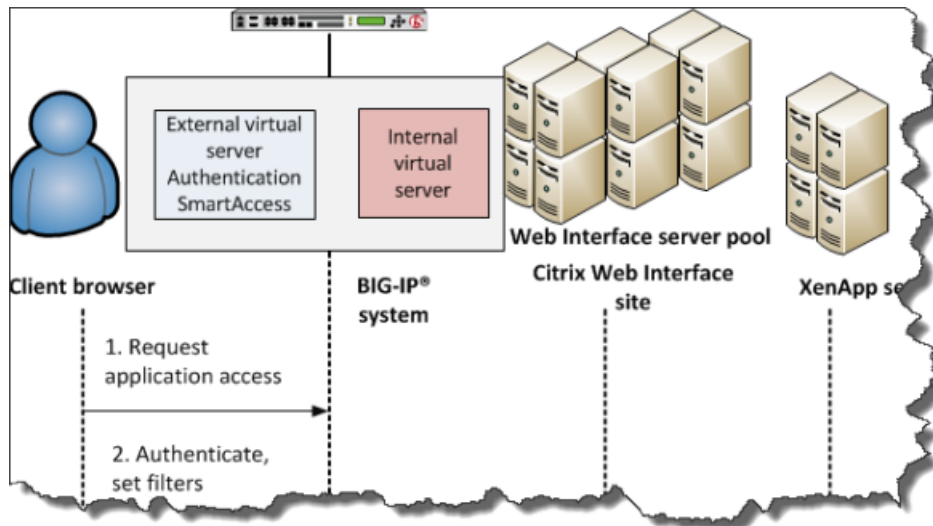 External virtual
server
Authentication
SmartAccess
Internal
virtual
server
Web Interface server pool
Client browser
BIG-IP®
system
Citrix Web Interface
site
XenApp
1. Request
application access
2. Authenticate,
set filters